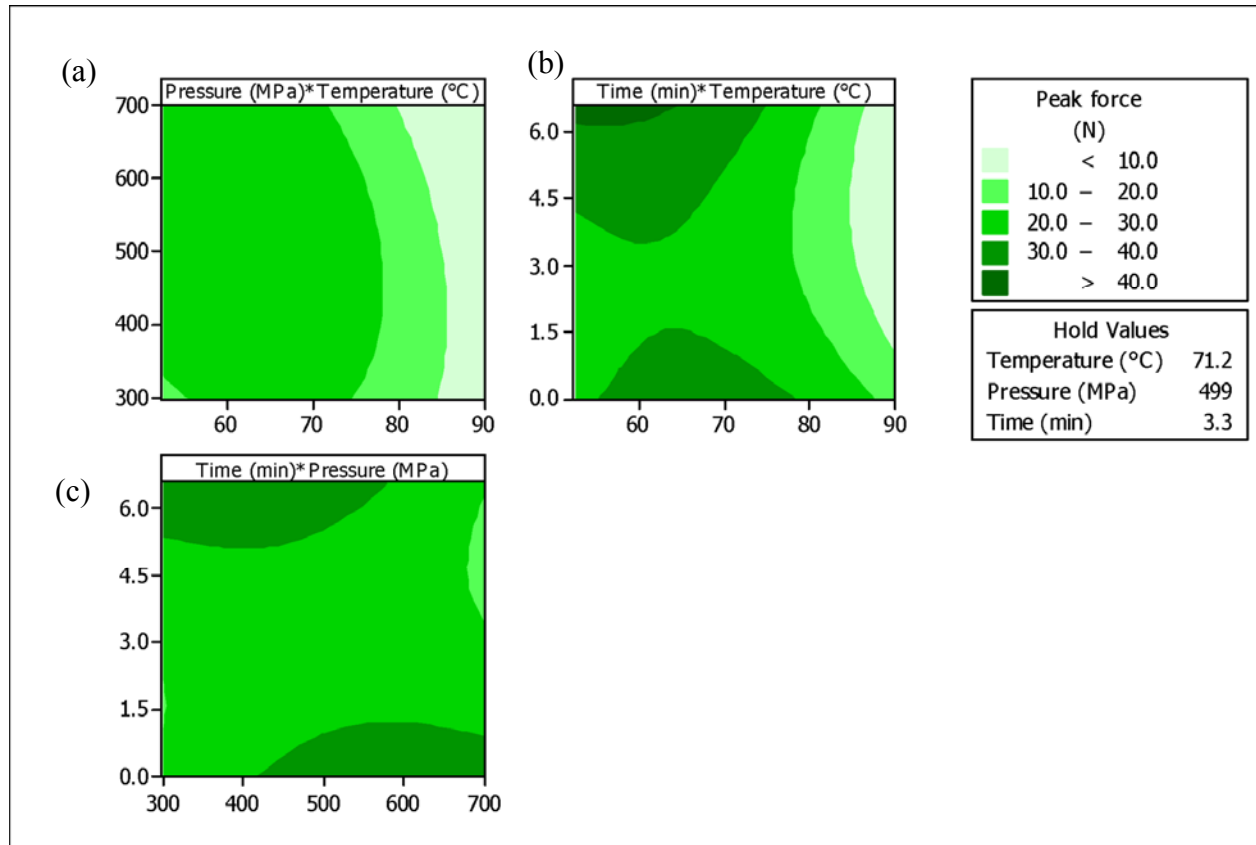 (a)
Pressure (MPa)* Temperature (°C)
700
600
500
400
300
60 70 80 90
(b)
Time (min)* Temperature (°C)
6.0
4.5
3.0
1.5
0.0
60 70 80 90
Peak force
(N)
< 10.0
10.0 – 20.0
20.0 – 30.0
30.0 – 40.0
> 40.0
Hold Values
Temperature (°C) 71.2
Pressure (MPa) 499
Time (min) 3.3
(c)
Time (min)* Pressure (MPa)
6.0
4.5
3.0
1.5
0.0
300 400 500 600 700